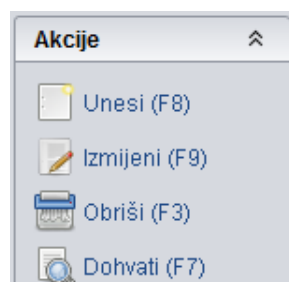 Akcije
Unesi (F8)
Izmijeni (F9)
Obriši (F3)
Dohvati (F7)